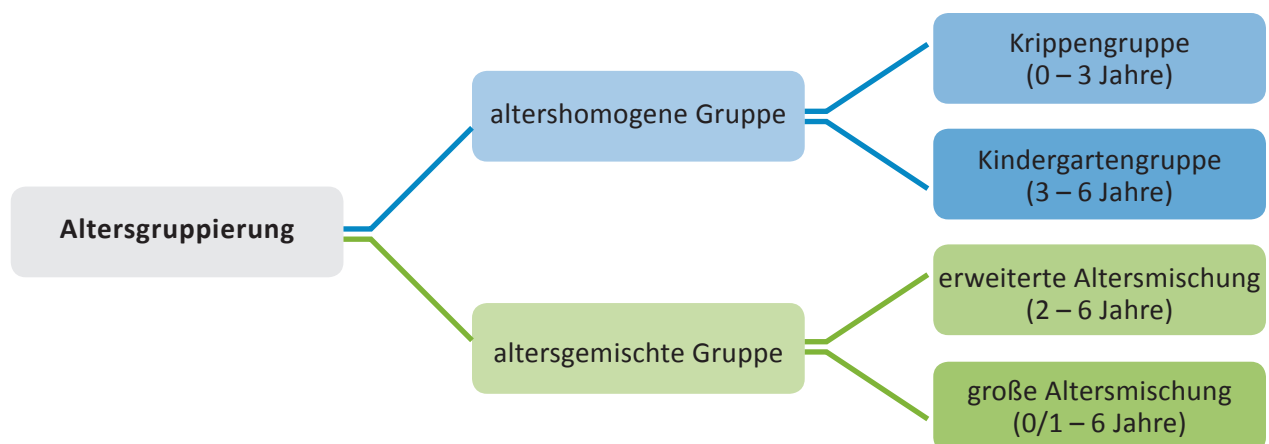 Altersgruppierung
altershomogene Gruppe
Krippengruppe
(0 – 3 Jahre)
Kindergartengruppe
(3 – 6 Jahre)
altersgemischte Gruppe
erweiterte Altersmischung
(2 – 6 Jahre)
große Altersmischung
(0/1 – 6 Jahre)